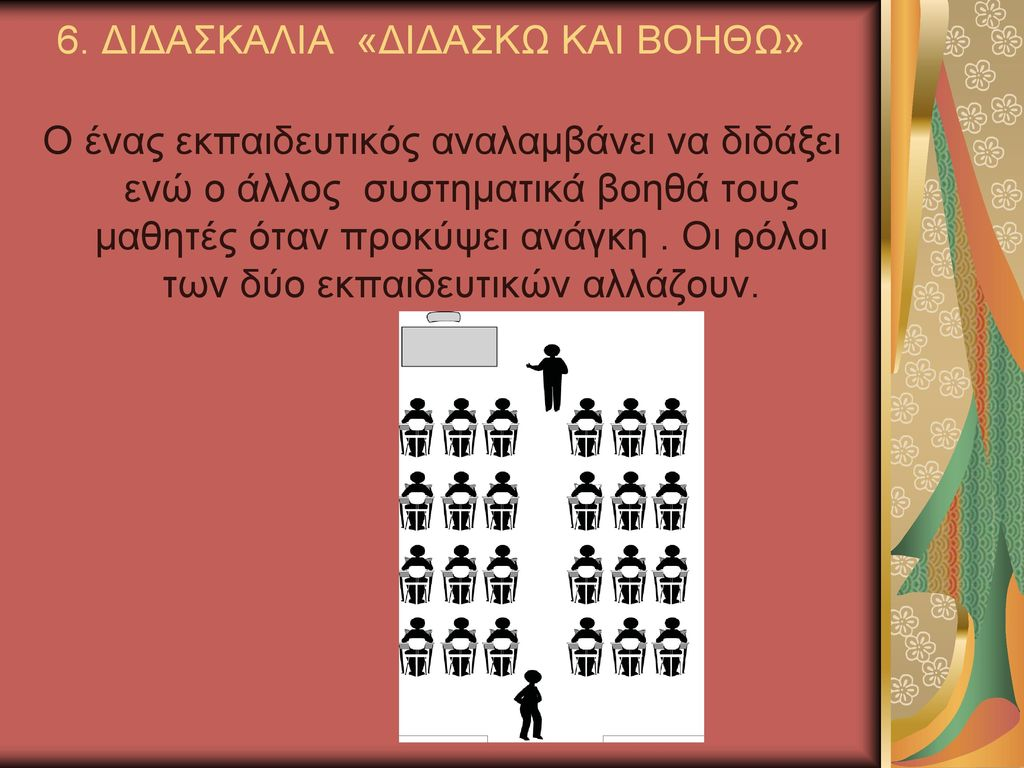 6. ΔΙΔΑΣΚΑΛΙΑ «ΔΙΔΑΣΚΩ ΚΑΙ ΒΟΗΘΩ»
Ο ένας εκπαιδευτικός αναλαμβάνει να διδάξει
ενώ ο άλλος συστηματικά βοηθά τους
μαθητές όταν προκύψει ανάγκη . Οι ρόλοι
των δύο εκπαιδευτικών αλλάζουν.